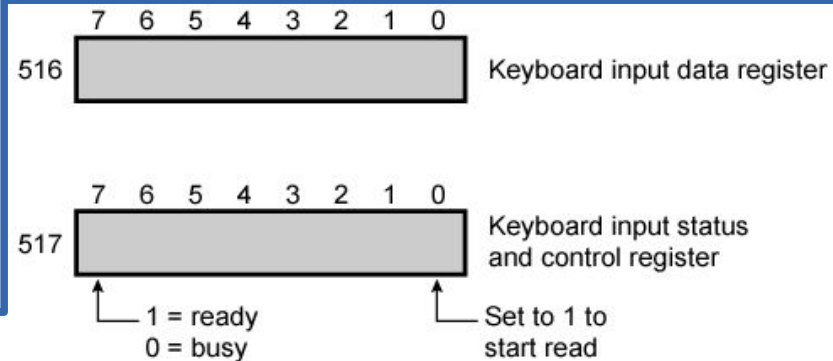 7 6 5 4 3 2 1 0
516 Keyboard input data register
7 6 5 4 3 2 1 0
517 Keyboard input status
and control register
1 = ready
0 = busy
Set to 1 to
start read